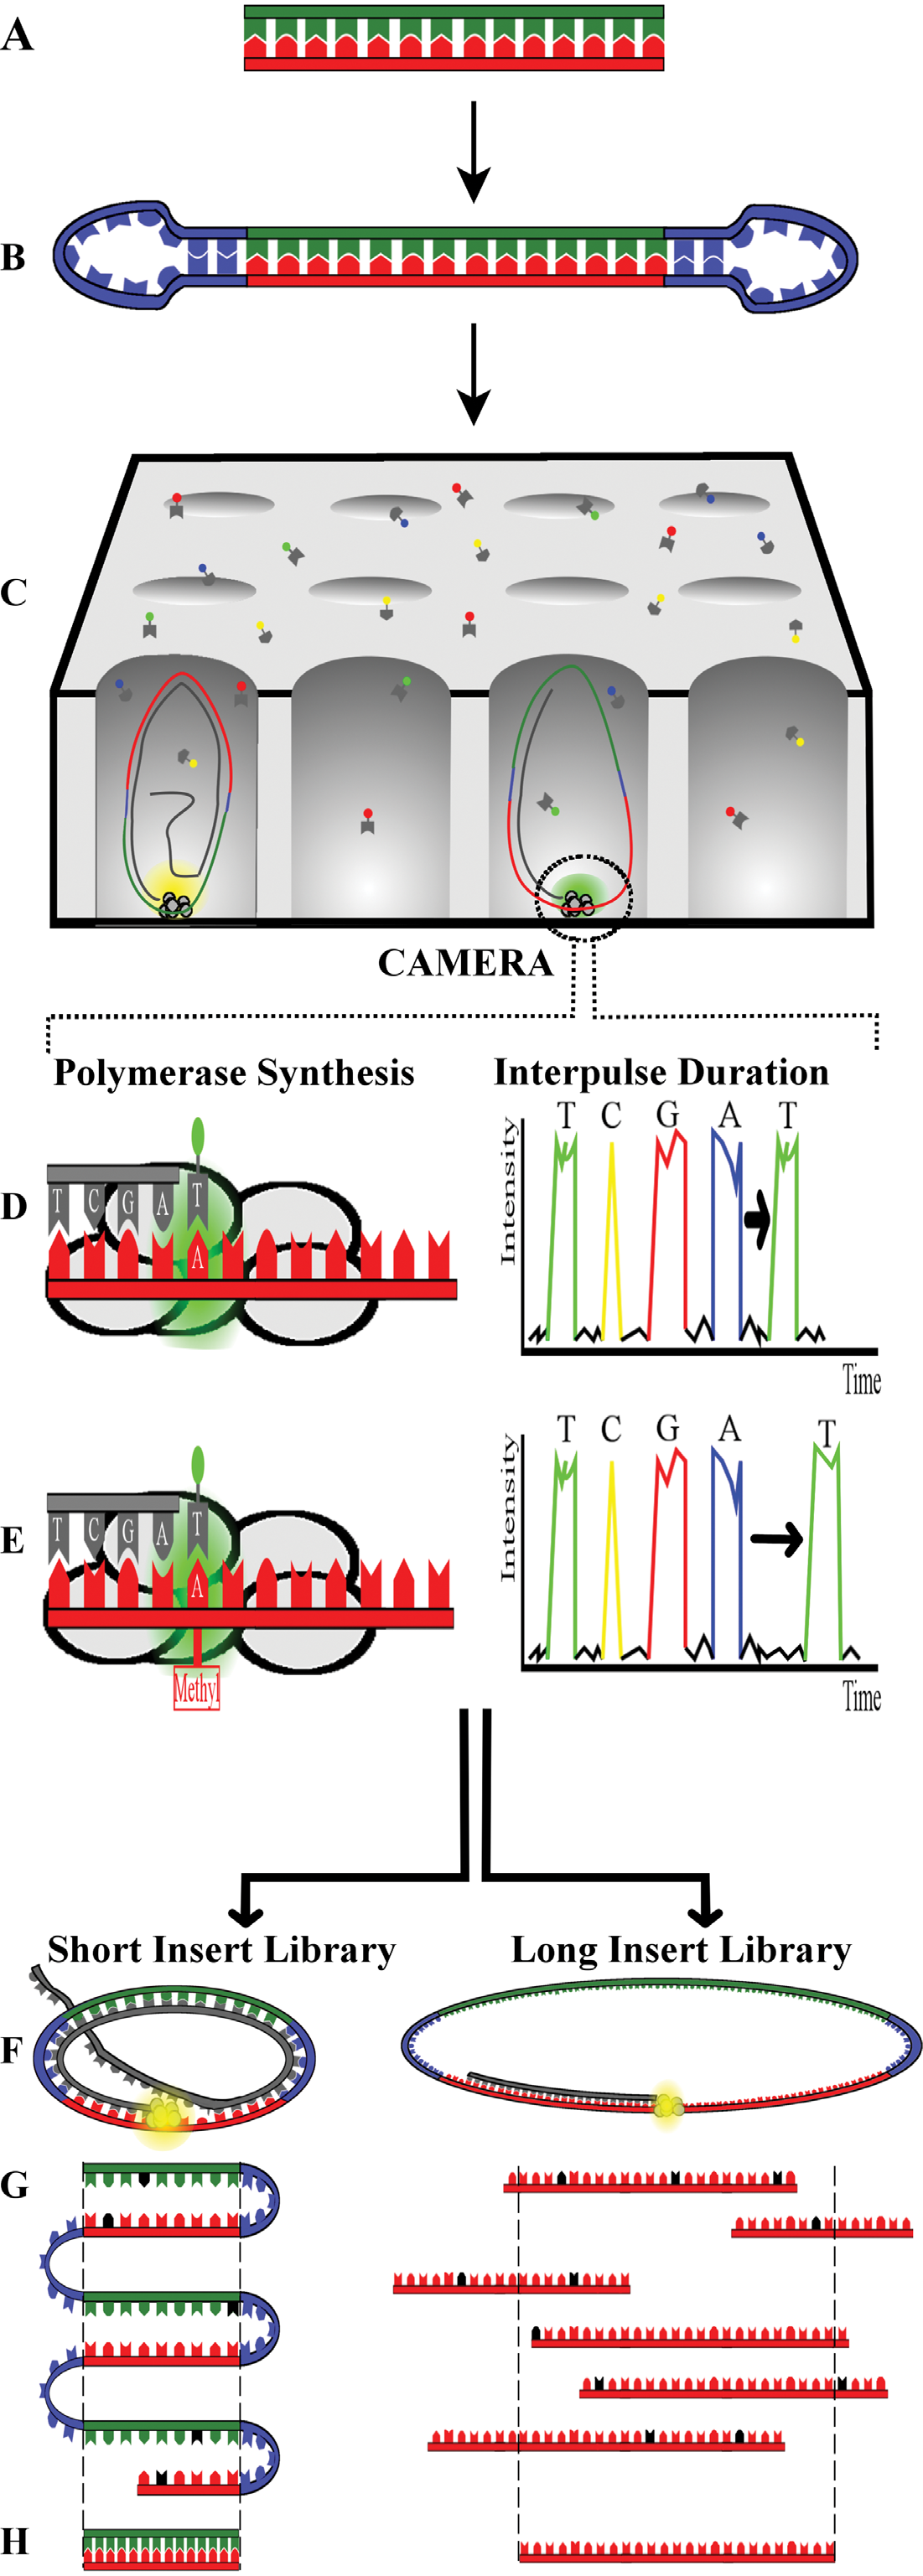 A
B
C
CAMERA
Polymerase Synthesis
Interpulse Duration
D
T C G A T
A
Intensity
T C G A T
Time
E
T C G A T
A
Methyl
Intensity
T C G A T
Time
Short Insert Library
Long Insert Library
F
G
H